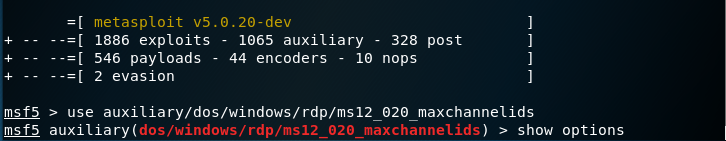 =[ metasploit v5.0.20-dev ]
+ -- --=[ 1886 exploits - 1065 auxiliary - 328 post ]
+ -- --=[ 546 payloads - 44 encoders - 10 nops ]
+ -- --=[ 2 evasion ]
msf5 > use auxiliary/dos/windows/rdp/ms12_020_maxchannelids
msf5 auxiliary(dos/windows/rdp/ms12_020_maxchannelids) > show options